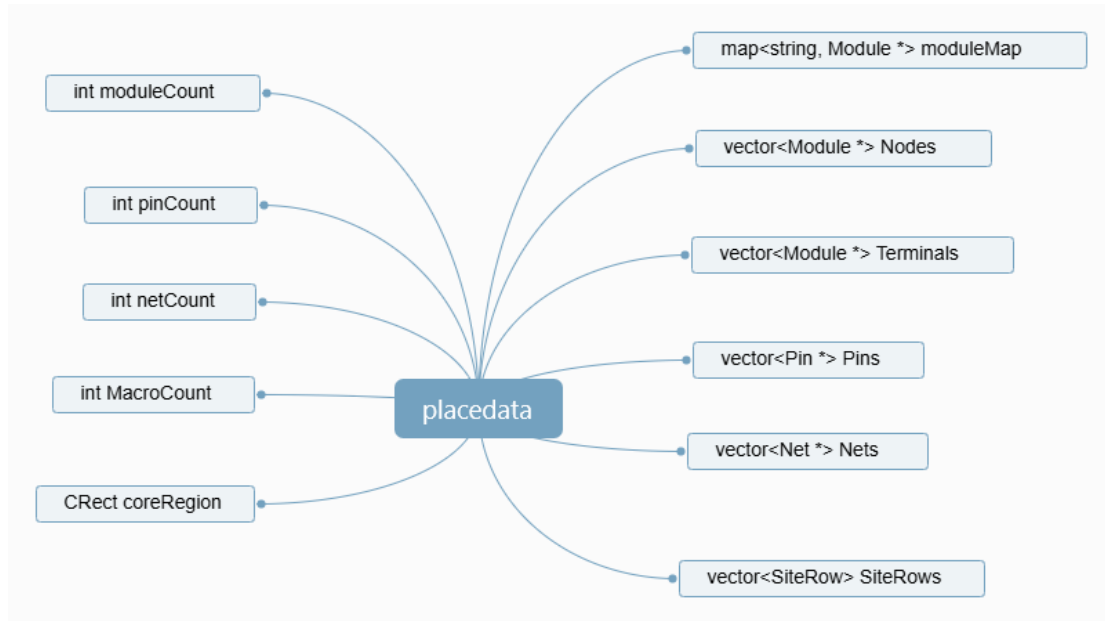 int moduleCount
int pinCount
int netCount
int MacroCount
CRect coreRegion
placedata
map<string, Module *> moduleMap
vector<Module *> Nodes
vector<Module *> Terminals
vector<Pin *> Pins
vector<Net *> Nets
vector<SiteRow> SiteRows